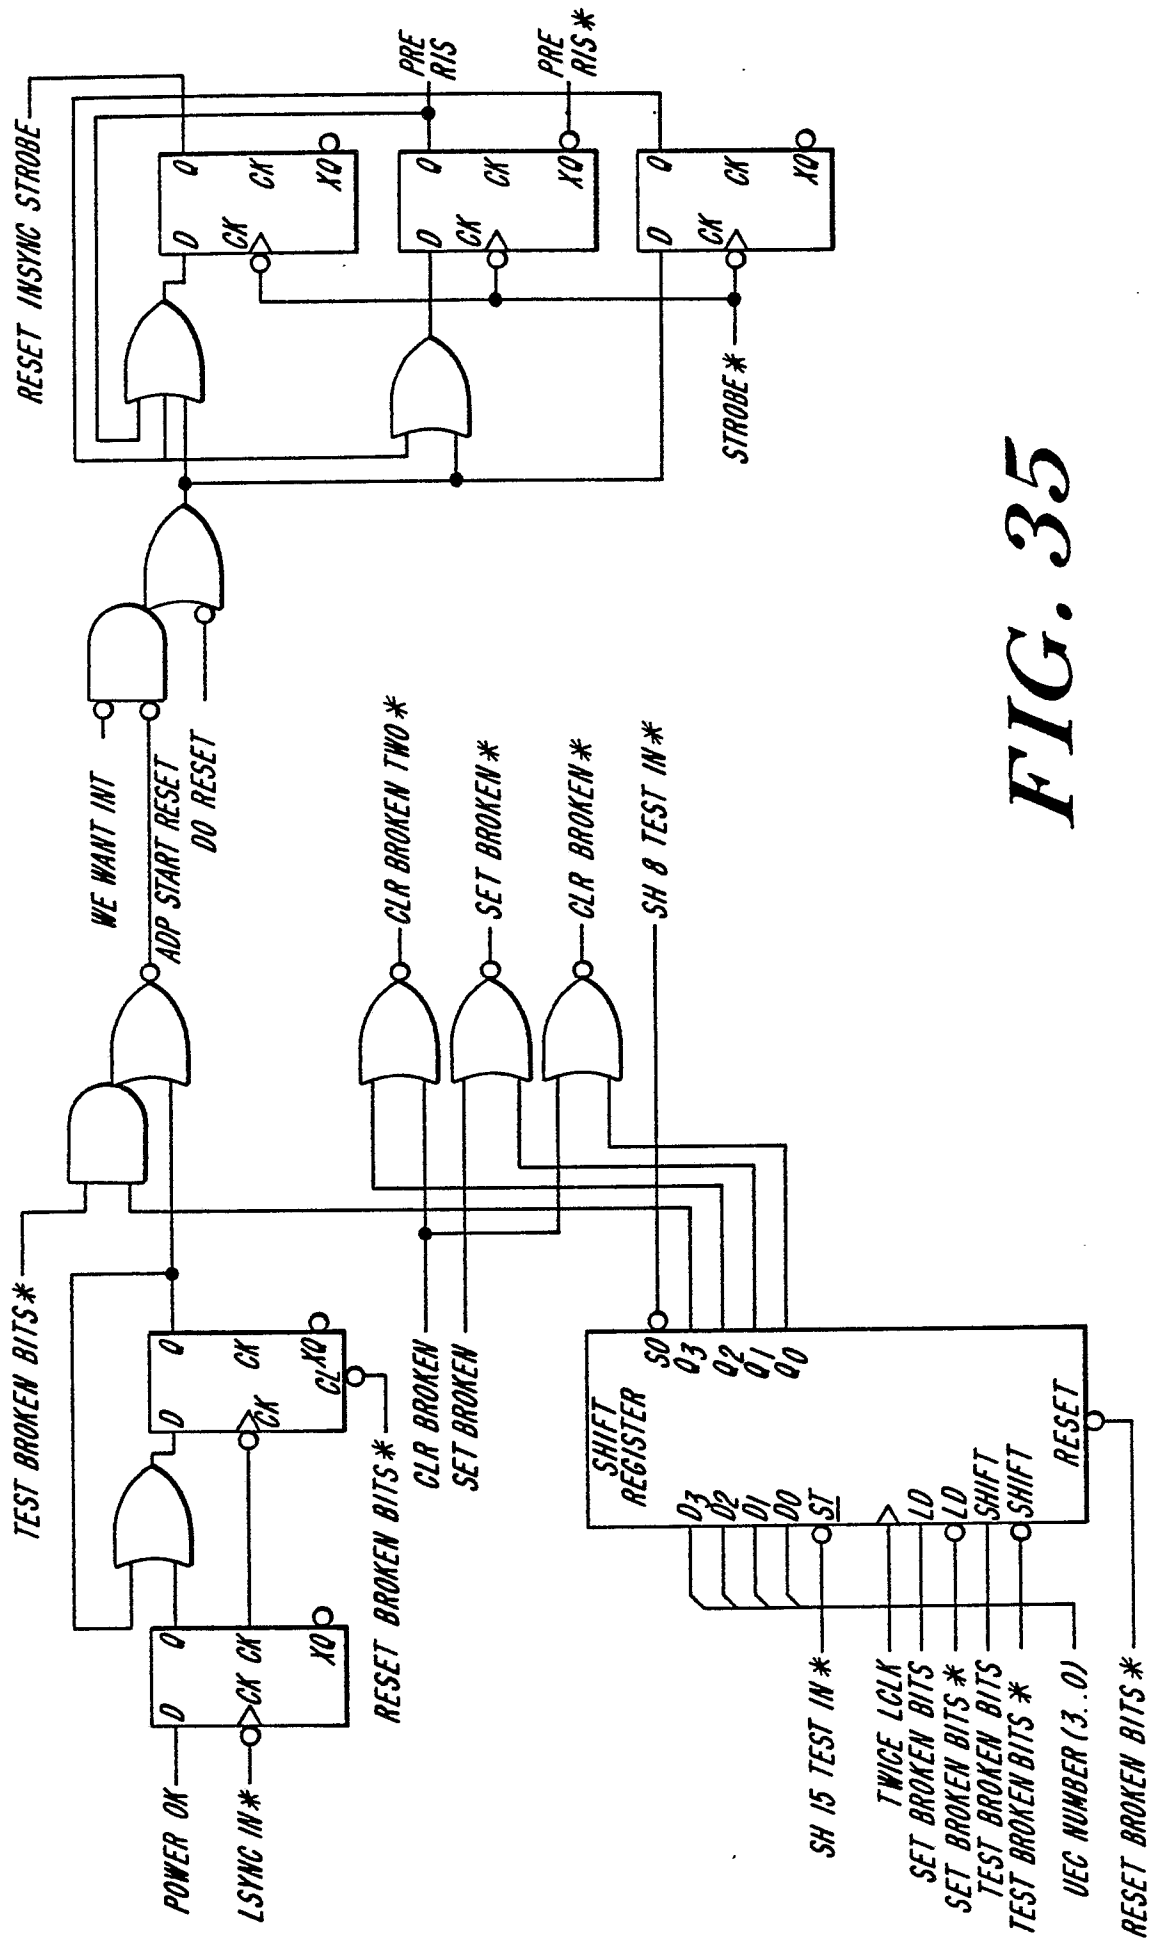 RESET INSYNC STROBE
PRE
RIS
PRE
RIS*
D
Q
CK
CK
XQ
D
Q
CK
CK
XQ
D
Q
CK
CK
XQ
STROBE*
WE WANT INT
ADP START RESET
DO RESET
CLR BROKEN TWO*
SET BROKEN*
CLR BROKEN*
SH 8 TEST IN*
TEST BROKEN BITS*
D
Q
CK
CK
XQ
CL
RESET BROKEN BITS*
CLR BROKEN
SET BROKEN
POWER OK
LSYNC IN*
D
Q
CK
CK
XQ
SHIFT
REGISTER
SO
Q3
Q2
Q1
Q0
D3
D2
D1
D0
ST
LD
LD
SHIFT
SHIFT
RESET
SH 15 TEST IN*
TWICE LCLK
SET BROKEN BITS
SET BROKEN BITS*
TEST BROKEN BITS
TEST BROKEN BITS*
UEC NUMBER (3..0)
RESET BROKEN BITS*
FIG. 35